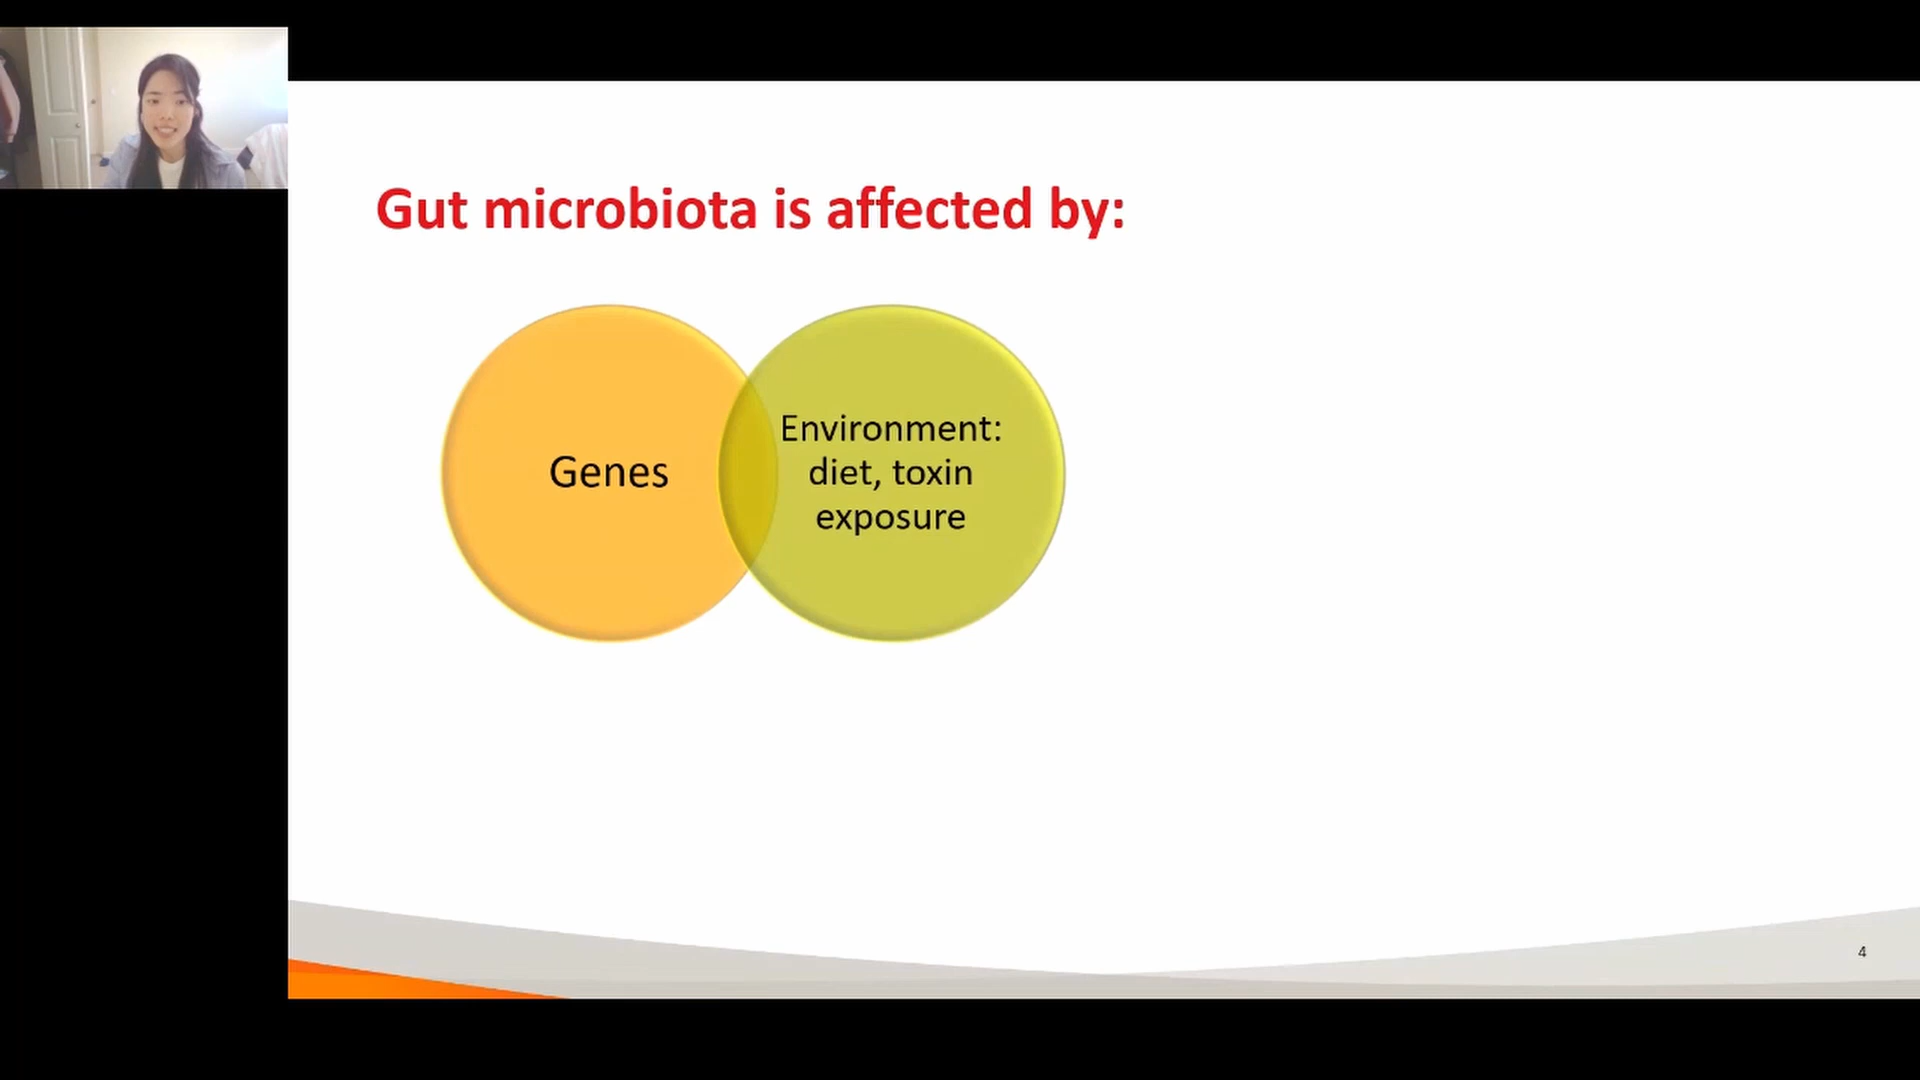 Gut microbiota is affected by:
Genes
Environment:
diet, toxin
exposure
4